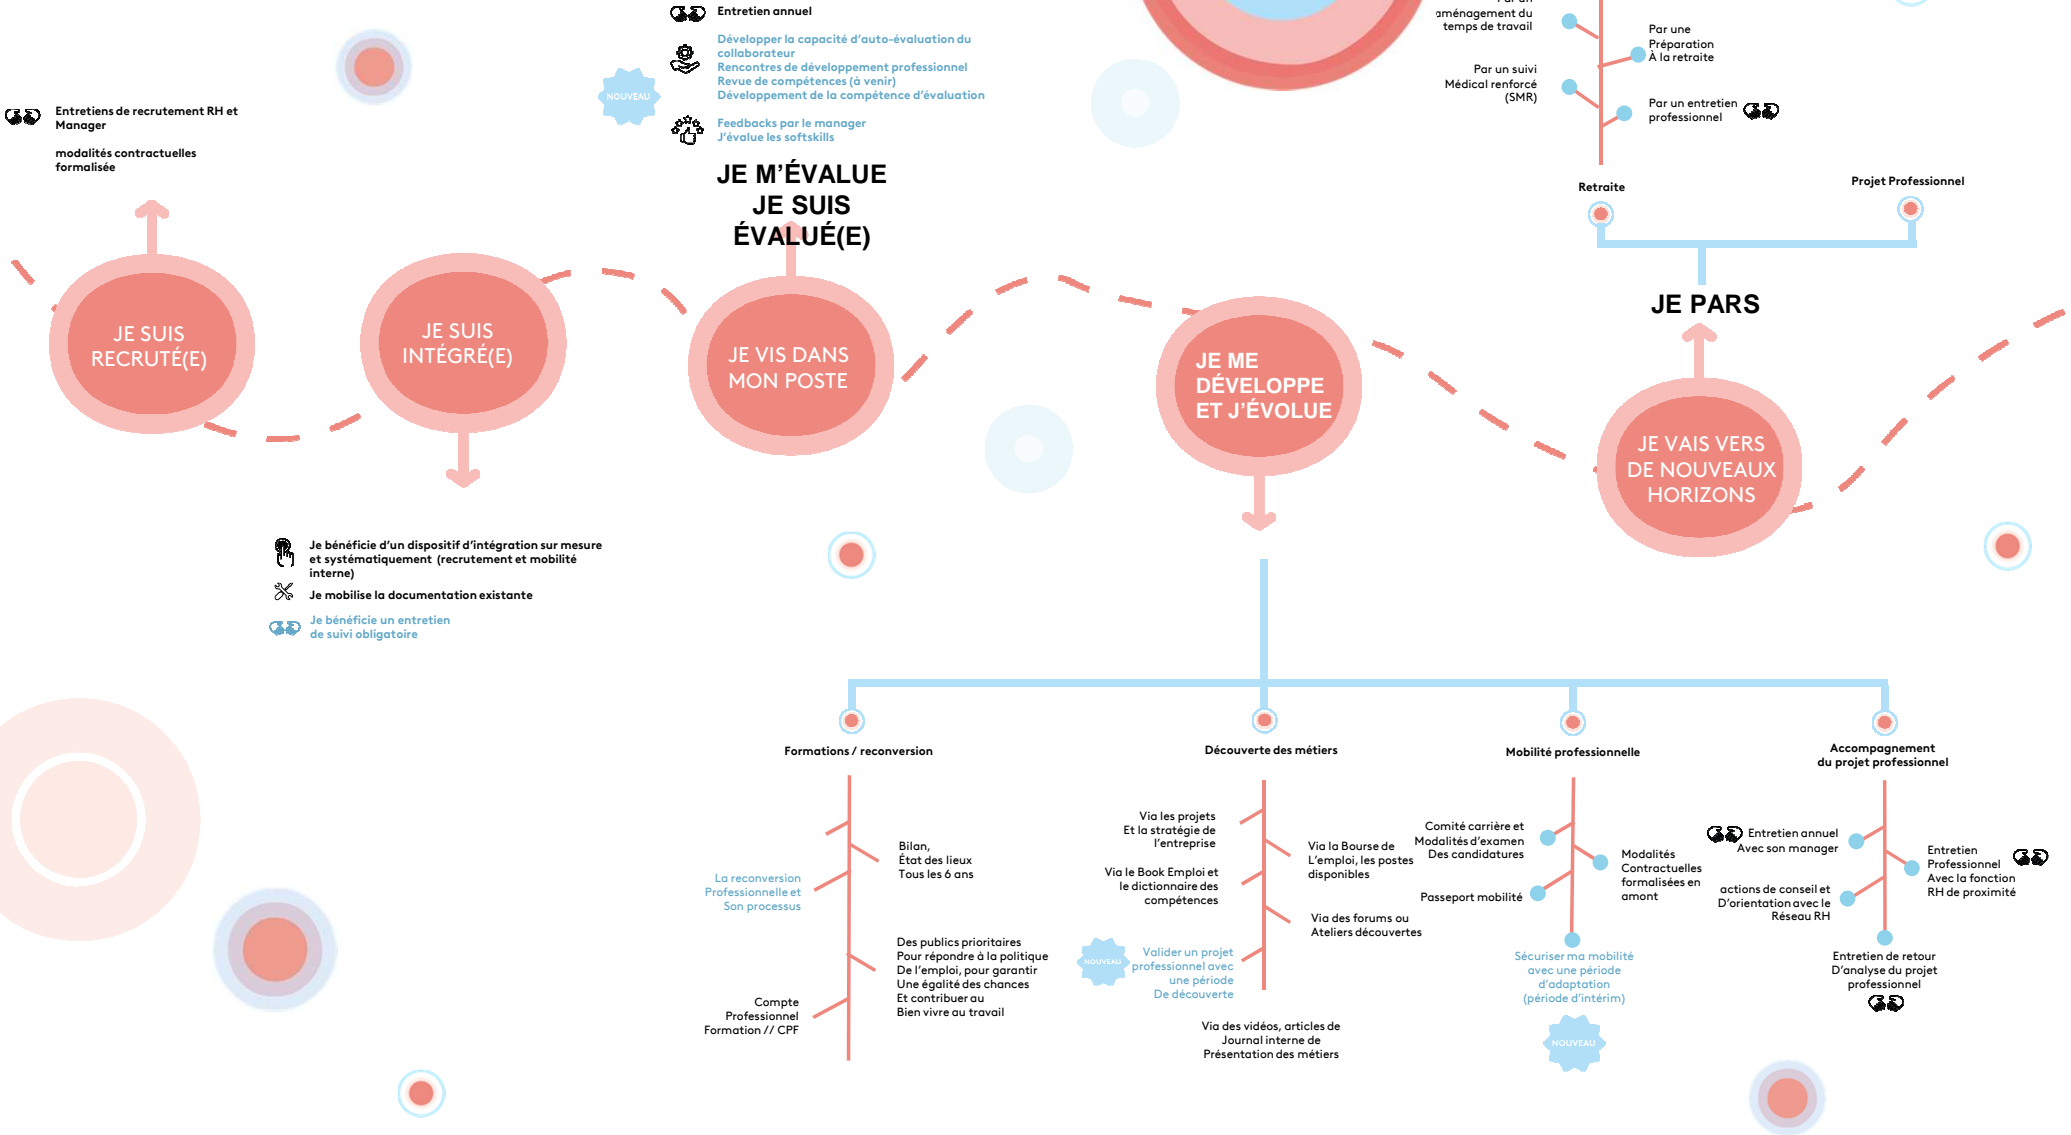 Entretien annuel
Développer la capacité d'auto-évaluation du
collaborateur
Rencontres de développement professionnel
Revue de compétences (à venir)
Développement de la compétence d'évaluation
NOUVEAU
Feedbacks par le manager
J'évalue les softskills
JE M'ÉVALUE
JE SUIS
ÉVALUÉ(E)
Entretiens de recrutement RH et
Manager
modalités contractuelles
formalisée
aménagement du
temps de travail
Par une
Préparation
À la retraite
Par un suivi
Médical renforcé
(SMR)
Par un entretien
professionnel
Retraite
Projet Professionnel
JE PARS
JE SUIS
RECRUTÉ(E)
JE SUIS
INTÉGRÉ(E)
JE VIS DANS
MON POSTE
JE ME
DÉVELOPPE
ET J'ÉVOLUE
JE VAIS VERS
DE NOUVEAUX
HORIZONS
Je bénéficie d'un dispositif d'intégration sur mesure
et systématiquement (recrutement et mobilité
interne)
Je mobilise la documentation existante
Je bénéficie un entretien
de suivi obligatoire
Formations / reconversion
Bilan,
État des lieux
Tous les 6 ans
La reconversion
Professionnelle et
Son processus
Des publics prioritaires
Pour répondre à la politique
De l'emploi, pour garantir
Une égalité des chances
Et contribuer au
Bien vivre au travail
Compte
Professionnel
Formation // CPF
Découverte des métiers
Via les projets
Et la stratégie de
l'entreprise
Via la Bourse de
L'emploi, les postes
disponibles
Via le Book Emploi et
le dictionnaire des
compétences
Via des forums ou
Ateliers découvertes
NOUVEAU
Valider un projet
professionnel avec
une période
De découverte
Via des vidéos, articles de
Journal interne de
Présentation des métiers
Mobilité professionnelle
Comité carrière et
Modalités d'examen
Des candidatures
Modalités
Contractuelles
formalisées en
amont
Passeport mobilité
Sécuriser ma mobilité
avec une période
d'adaptation
(période d'intérim)
NOUVEAU
Accompagnement
du projet professionnel
Entretien annuel
Avec son manager
Entretien
Professionnel
Avec la fonction
RH de proximité
actions de conseil et
D'orientation avec le
Réseau RH
Entretien de retour
D'analyse du projet
professionnel